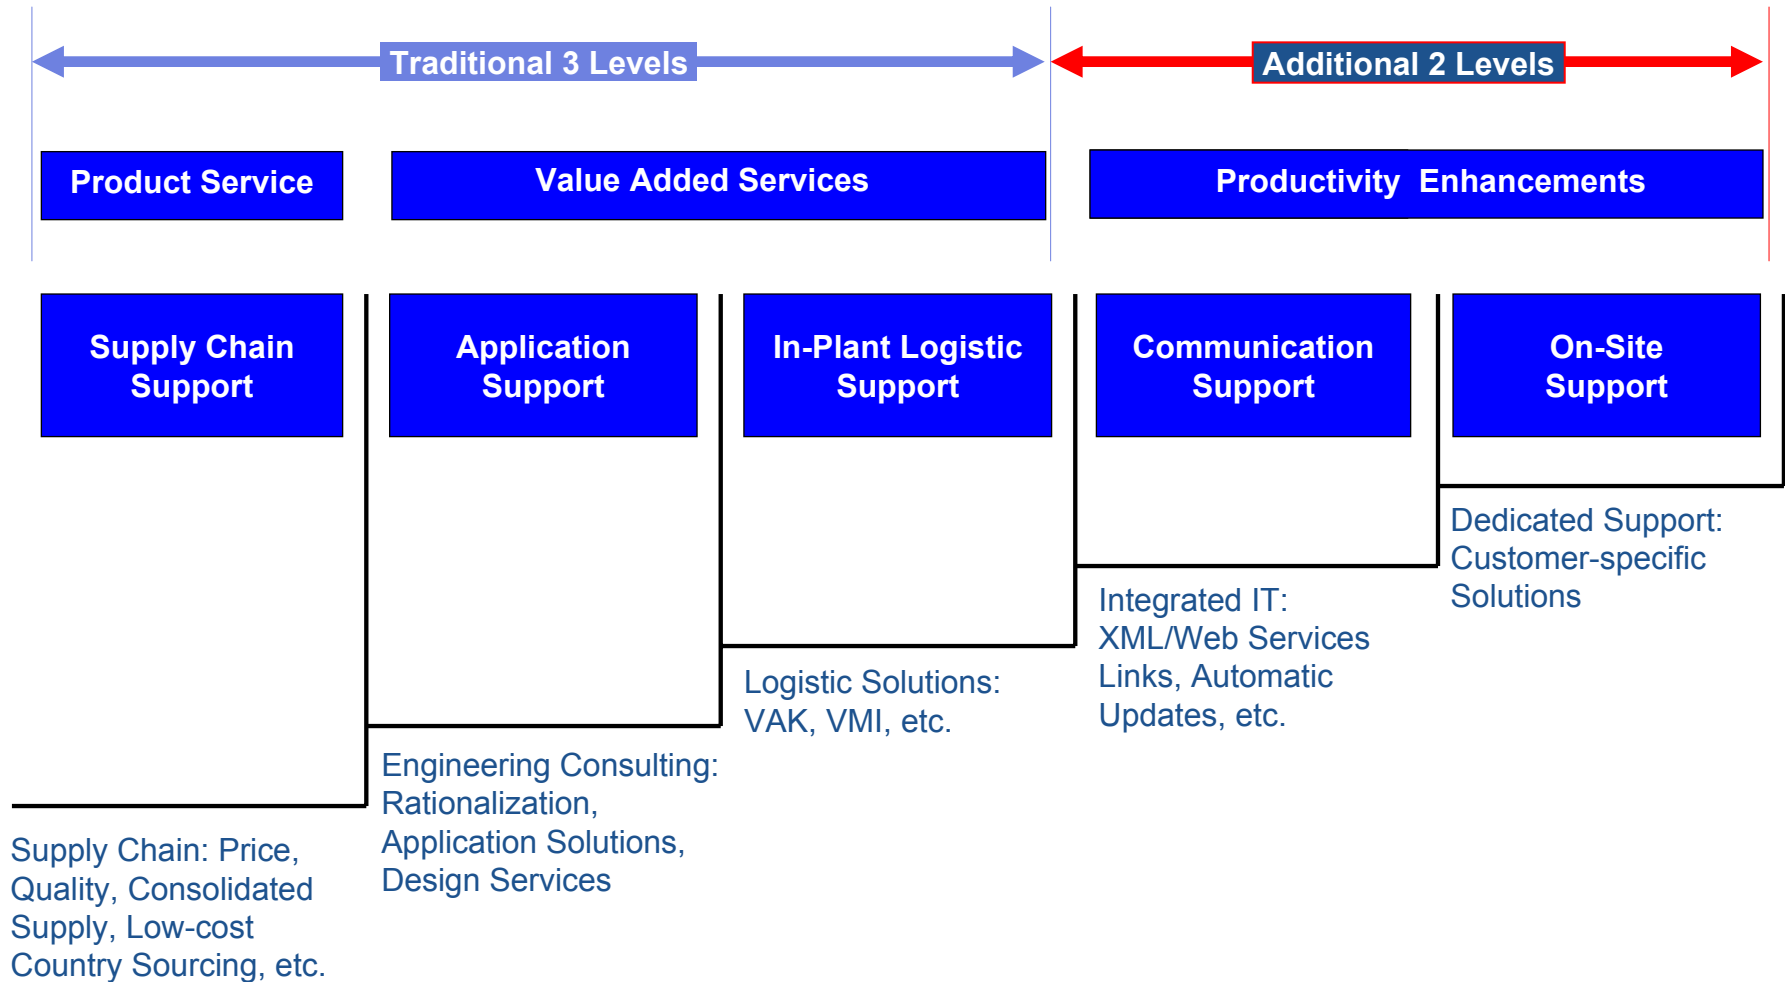 Traditional 3 Levels
Additional 2 Levels
Product Service
Value Added Services
Productivity  Enhancements
Supply Chain
Support
Application
Support
In-Plant Logistic
Support
Communication
Support
On-Site
Support
Supply Chain: Price,
Quality, Consolidated
Supply, Low-cost
Country Sourcing, etc.
Engineering Consulting:
Rationalization,
Application Solutions,
Design Services
Logistic Solutions:
VAK, VMI, etc.
Integrated IT:
XML/Web Services
Links, Automatic
Updates, etc.
Dedicated Support:
Customer-specific
Solutions